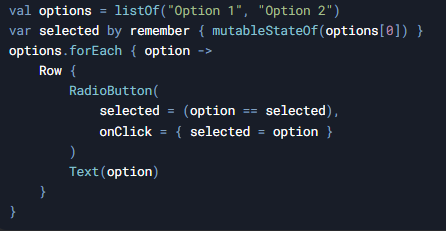 val options = listOf("Option 1", "Option 2")
var selected by remember { mutableStateOf(options[0]) }
options.forEach { option ->
    Row {
        RadioButton(
            selected = (option == selected),
            onClick = { selected = option }
        )
        Text(option)
    }
}